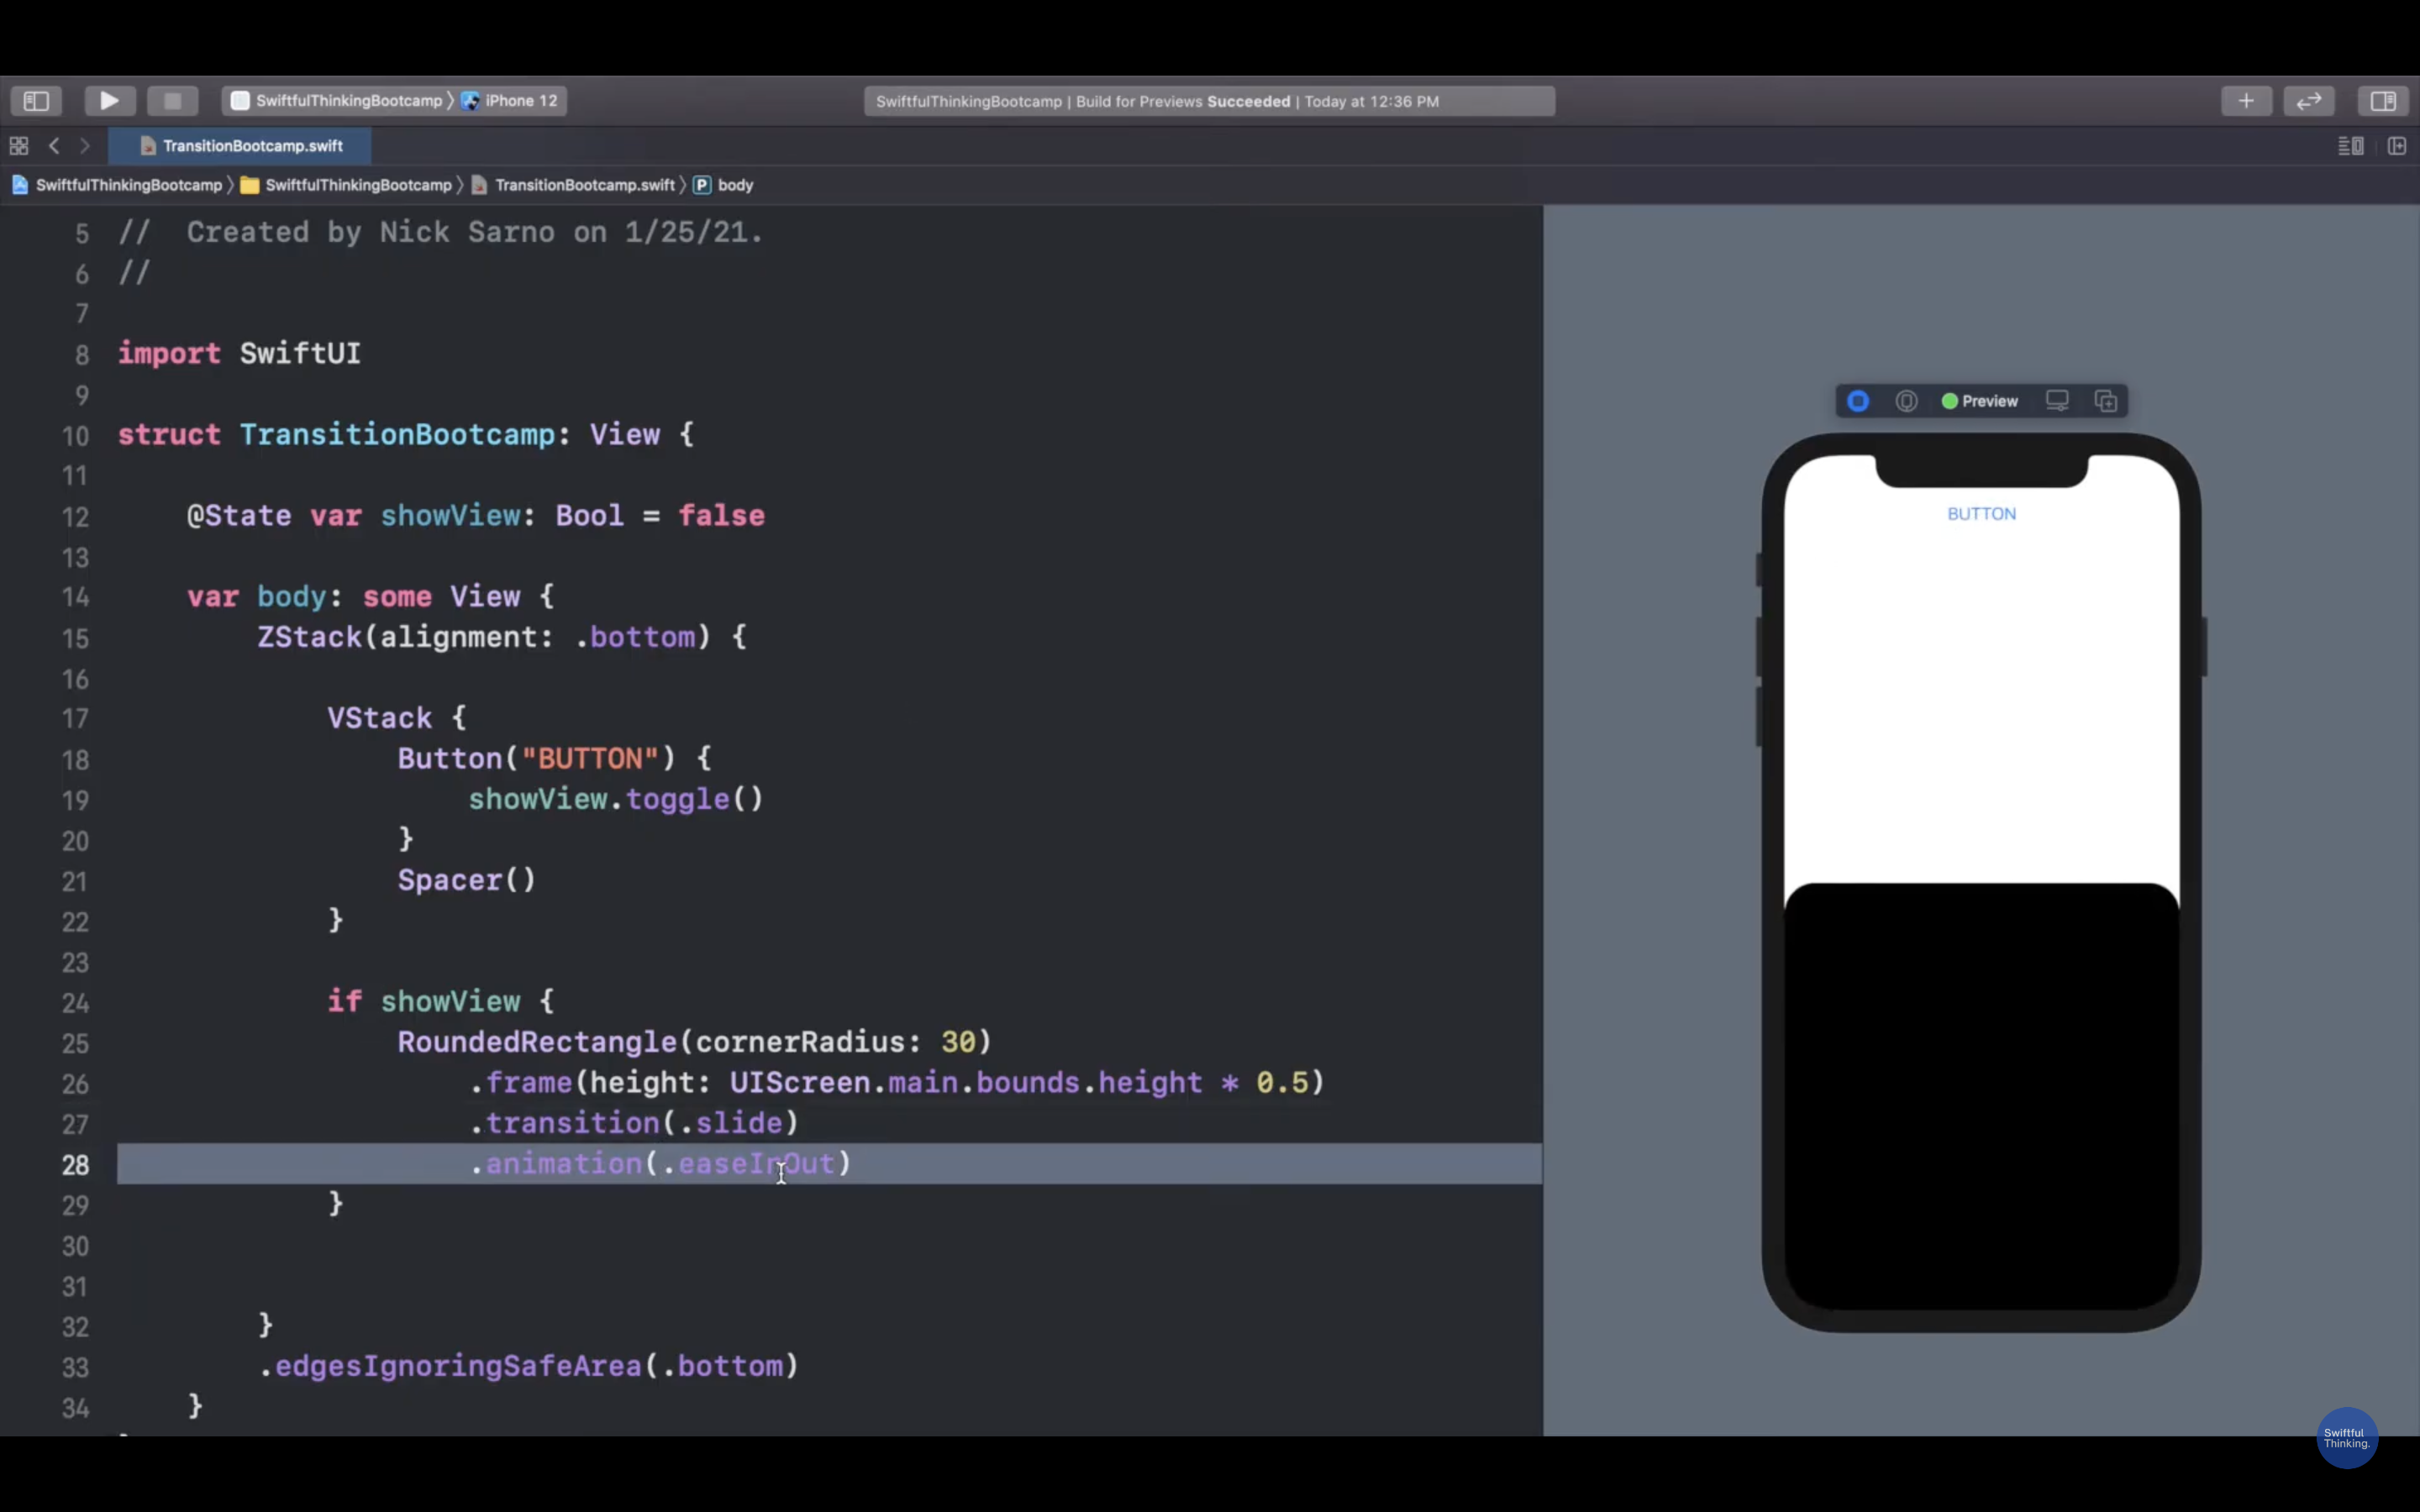 SwiftfulThinkingBootcamp 〉 iPhone 12
SwiftfulThinkingBootcamp | Build for Previews Succeeded | Today at 12:36 PM
TransitionBootcamp.swift
SwiftfulThinkingBootcamp 〉 SwiftfulThinkingBootcamp 〉 TransitionBootcamp.swift 〉 P body
5 //  Created by Nick Sarno on 1/25/21.
6 //
7
8 import SwiftUI
9
10 struct TransitionBootcamp: View {
11
12     @State var showView: Bool = false
13
14     var body: some View {
15         ZStack(alignment: .bottom) {
16
17             VStack {
18                 Button("BUTTON") {
19                     showView.toggle()
20                 }
21                 Spacer()
22             }
23
24             if showView {
25                 RoundedRectangle(cornerRadius: 30)
26                     .frame(height: UIScreen.main.bounds.height * 0.5)
27                     .transition(.slide)
28                     .animation(.easeInOut)
29             }
30
31
32         }
33         .edgesIgnoringSafeArea(.bottom)
34     }
Preview
BUTTON
Swiftful
Thinking.